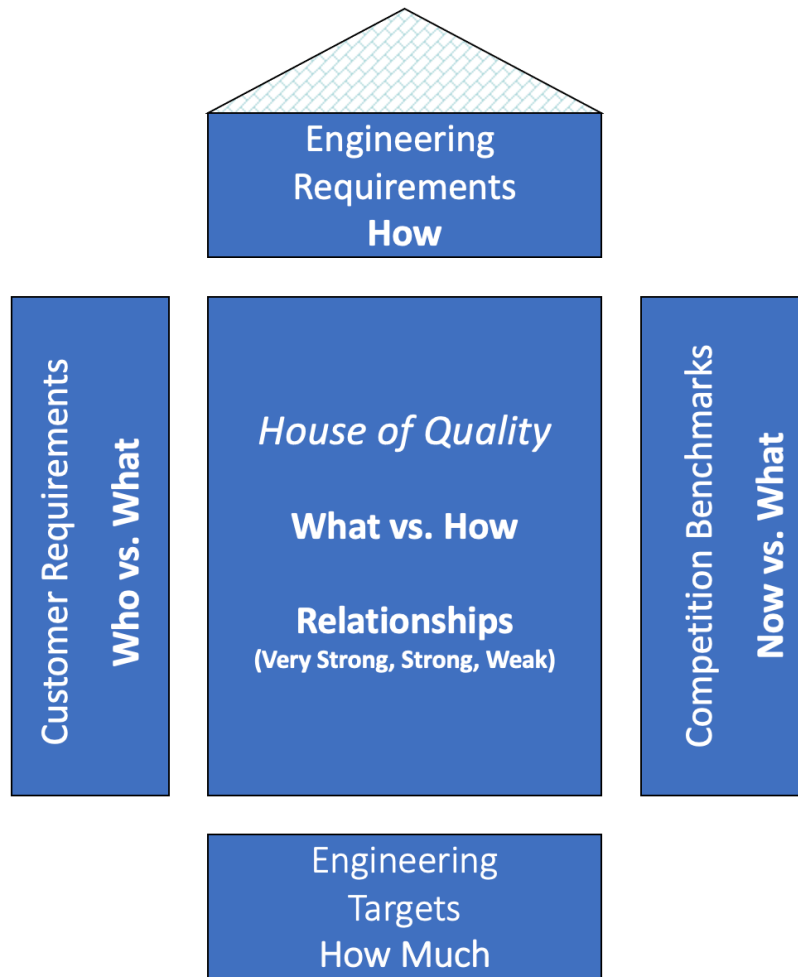 Engineering
Requirements
How
Customer Requirements
Who vs. What
House of Quality
What vs. How
Relationships
(Very Strong, Strong, Weak)
Competition Benchmarks
Now vs. What
Engineering
Targets
How Much